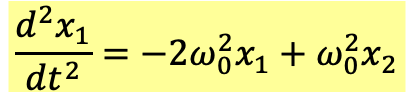 d²x₁/dt² = −2ω₀²x₁ + ω₀²x₂